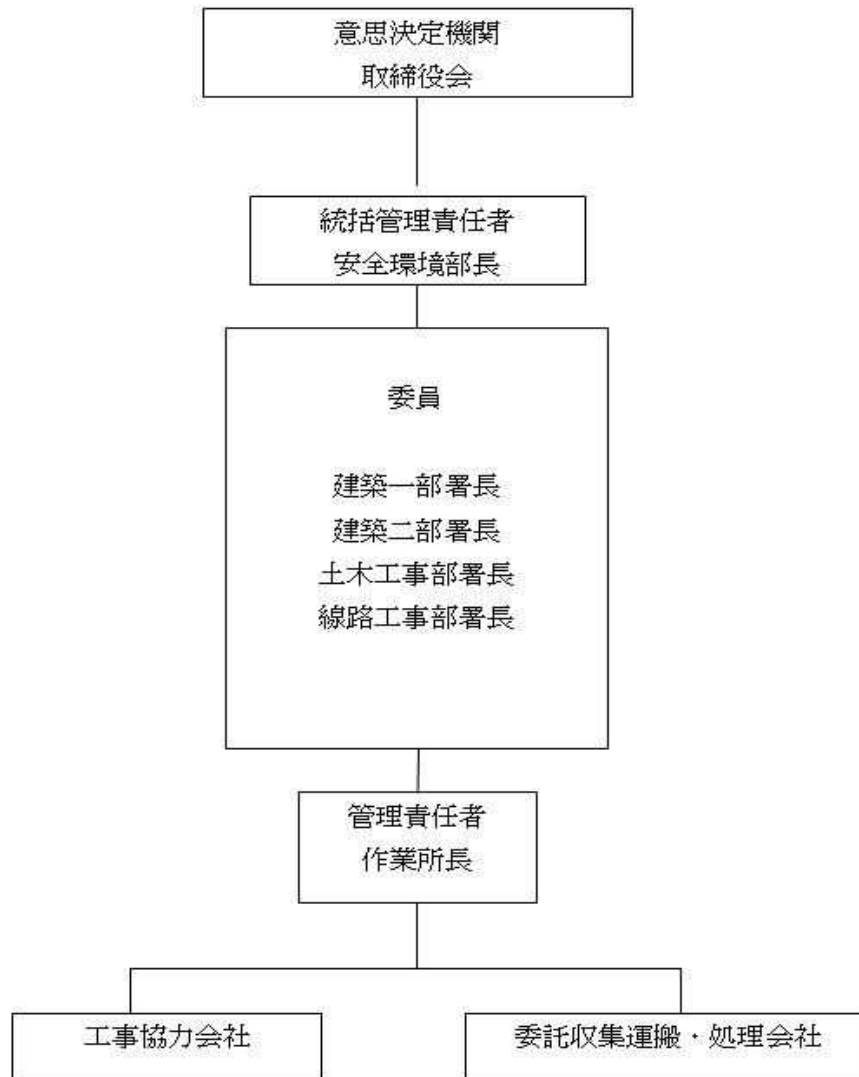 意思決定機関
取締役会
統括管理責任者
安全環境部長
委員
建築一部署長
建築二部署長
土木工事部署長
線路工事部署長
管理責任者
作業所長
工事協力会社
委託収集運搬・処理会社